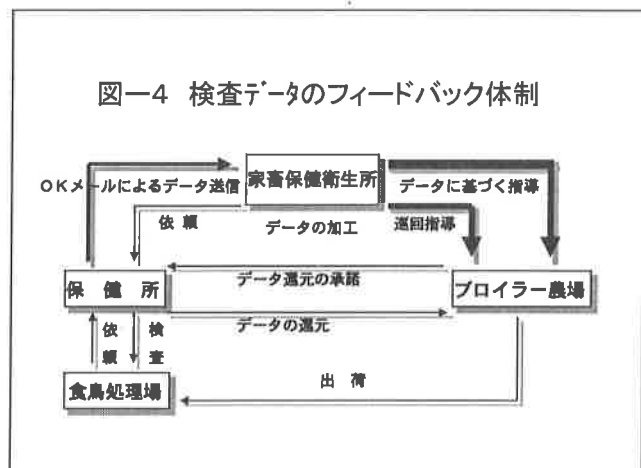 図ー4 検査データのフィードバック体制
家畜保健衛生所
OKメールによるデータ送信
データに基づく指導
依 頼
データの加工
巡回指導
保 健 所
データ還元の承諾
ブロイラー農場
データの還元
依頼
検査
食鳥処理場
出 荷